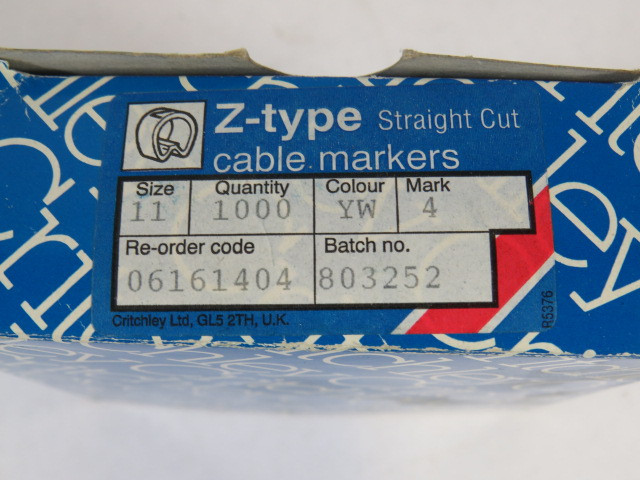 Z-type Straight Cut
cable markers
Size Quantity Colour Mark
11 1000 YW 4
Re-order code Batch no.
06161404 803252
Critchley Ltd, GL5 2TH, U.K.
R5376